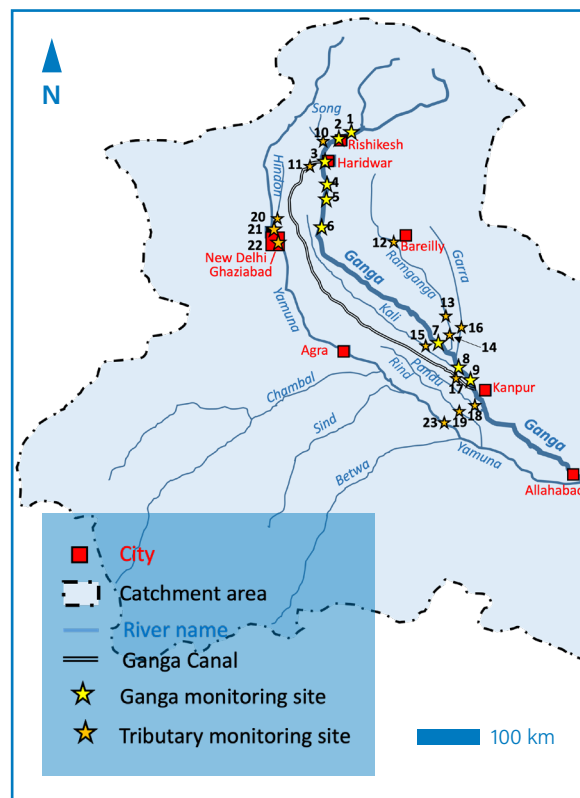 N
Song
1
2
10
Rishikesh
3
Haridwar
11
4
5
Hindon
20
21
6
22
12
Bareilly
New Delhi
Ghaziabad
Ganga
Ramganga
Garra
Yamuna
Kali
13
16
15
7
14
Agra
Rind
Pandu
8
9
17
Kanpur
Chambal
18
23
19
Sind
Ganga
Betwa
Yamuna
Allahabad
City
Catchment area
River name
Ganga Canal
Ganga monitoring site
Tributary monitoring site
100 km